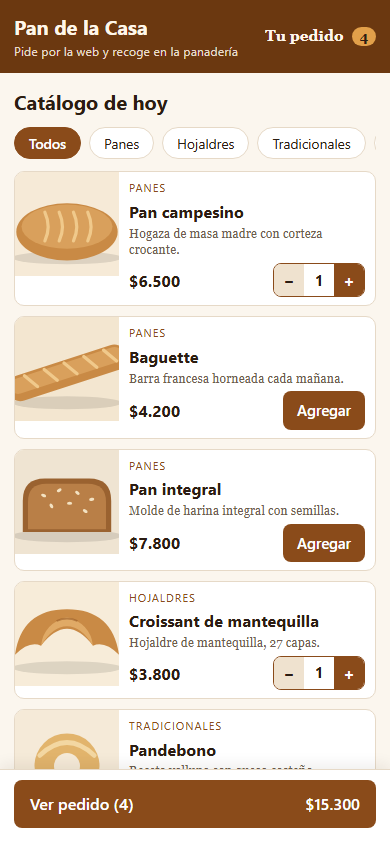 Pan de la Casa
Pide por la web y recoge en la panadería
Tu pedido 4
Catálogo de hoy
Todos
Panes
Hojaldres
Tradicionales
PANES
Pan campesino
Hogaza de masa madre con corteza
crocante.
$6.500
− 1 +
PANES
Baguette
Barra francesa horneada cada mañana.
$4.200
Agregar
PANES
Pan integral
Molde de harina integral con semillas.
$7.800
Agregar
HOJALDRES
Croissant de mantequilla
Hojaldre de mantequilla, 27 capas.
$3.800
− 1 +
TRADICIONALES
Pandebono
Ver pedido (4)
$15.300